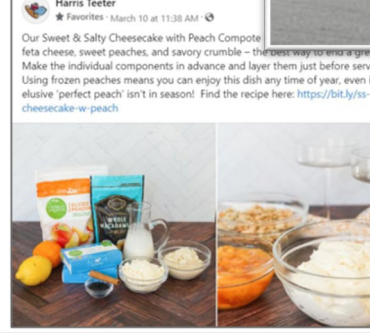 Harris Teeter
Favorites · March 10 at 11:38 AM ·
Our Sweet & Salty Cheesecake with Peach Compote
feta cheese, sweet peaches, and savory crumble – the best way to end a gre
Make the individual components in advance and layer them just before serv
Using frozen peaches means you can enjoy this dish any time of year, even i
elusive 'perfect peach' isn't in season! Find the recipe here: https://bit.ly/ss-
cheesecake-w-peach
WHOLE